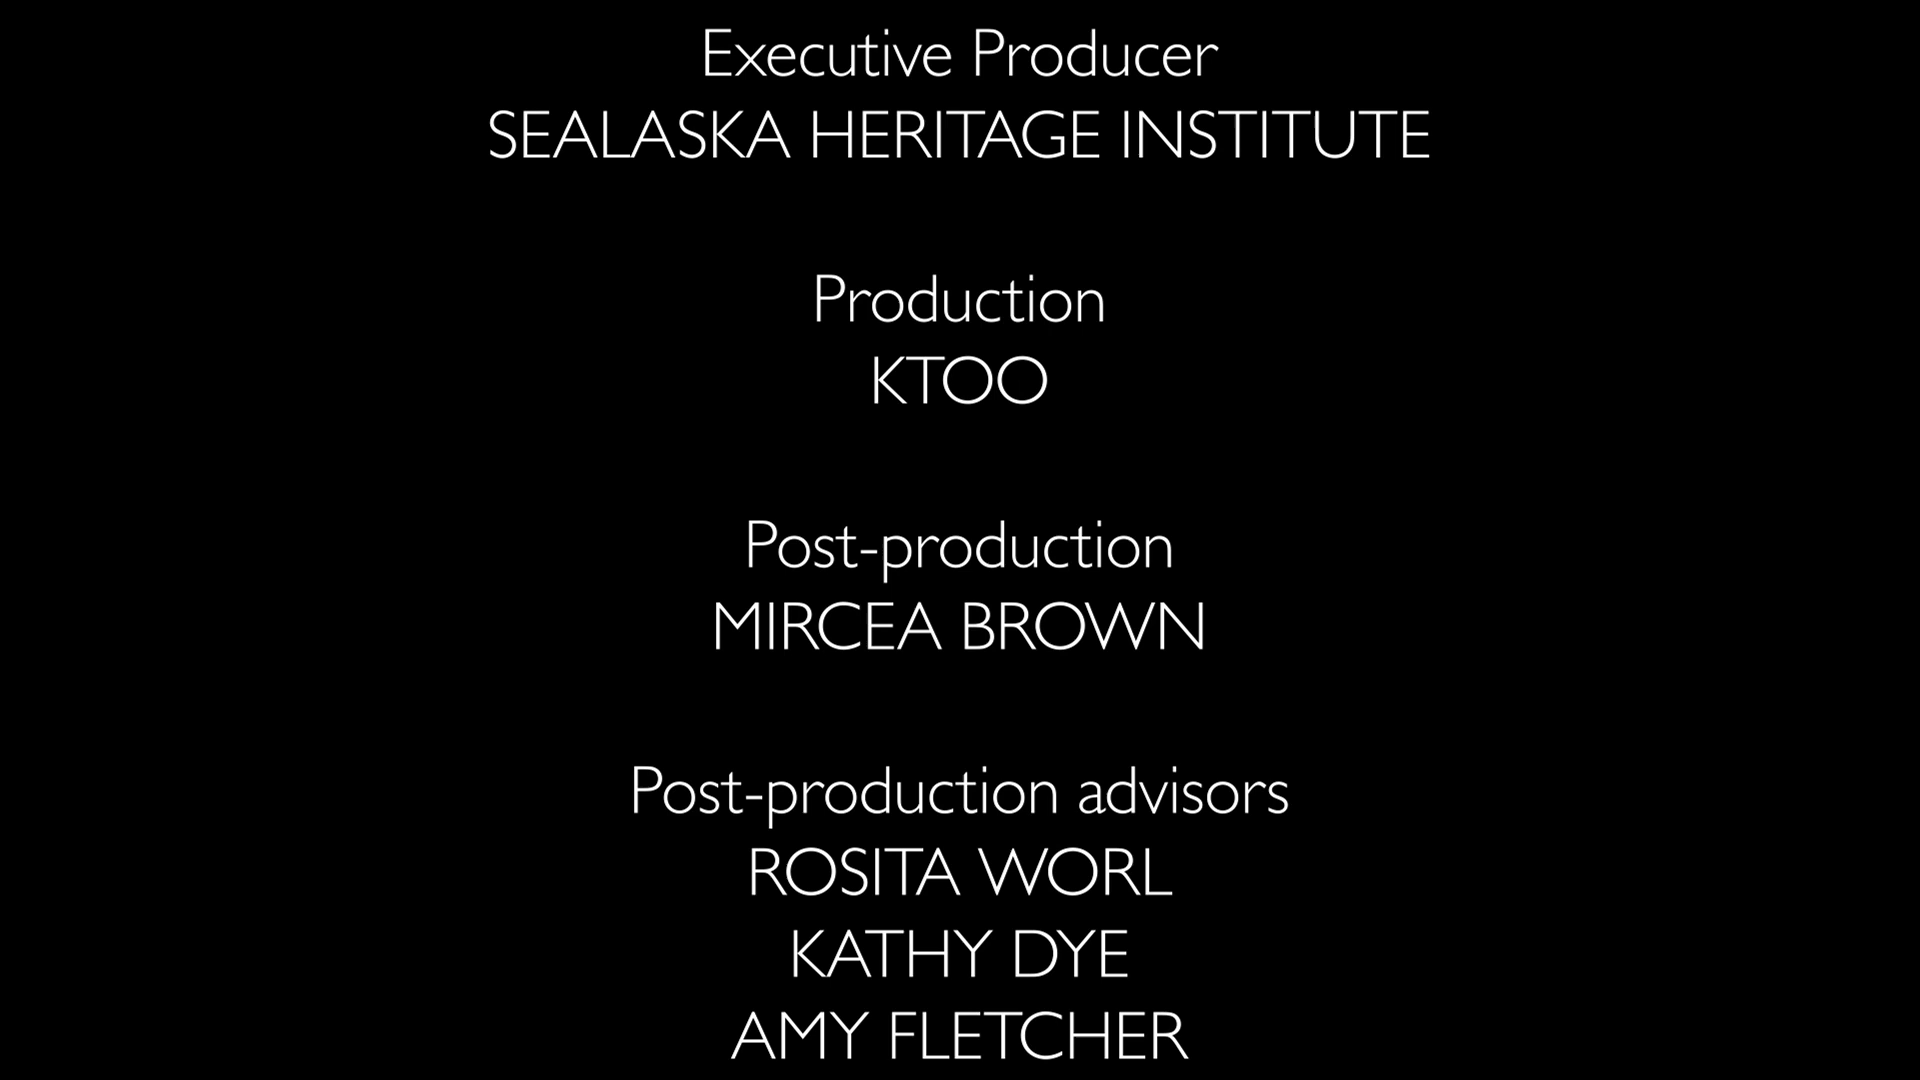 Executive Producer
SEALASKA HERITAGE INSTITUTE
Production
KTOO
Post-production
MIRCEA BROWN
Post-production advisors
ROSITA WORL
KATHY DYE
AMY FLETCHER